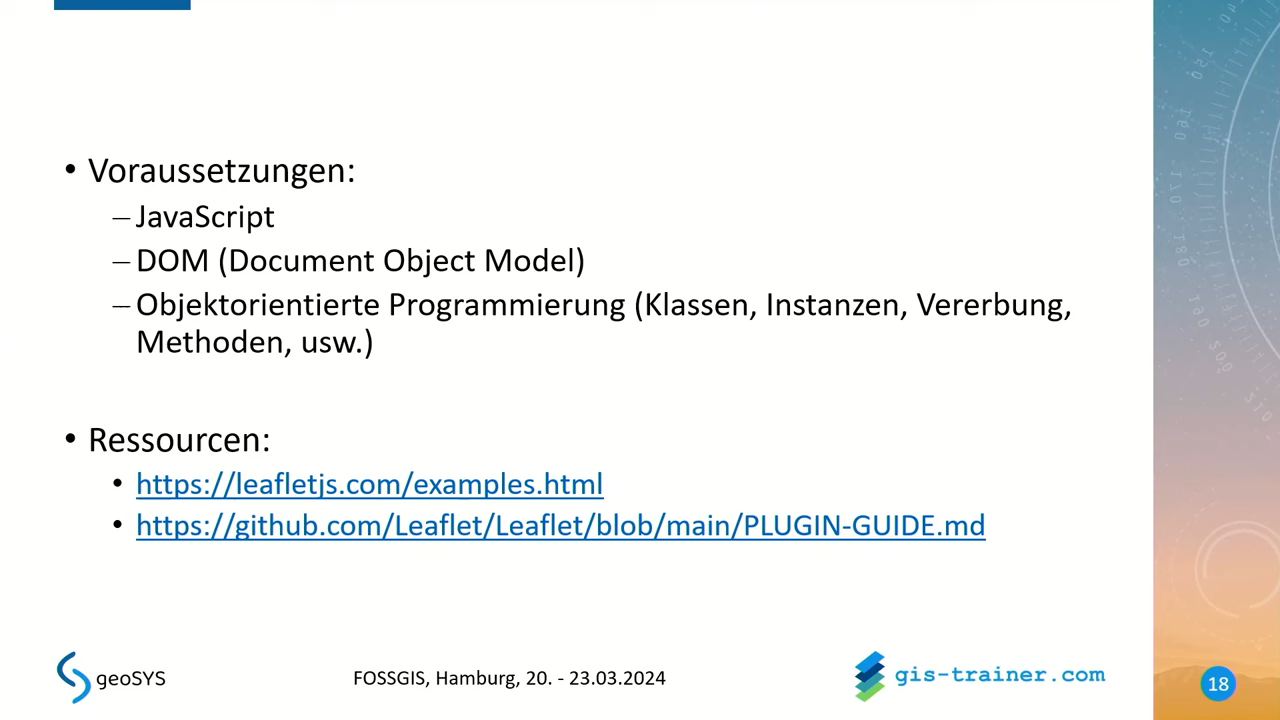 • Voraussetzungen:
– JavaScript
– DOM (Document Object Model)
– Objektorientierte Programmierung (Klassen, Instanzen, Vererbung,
Methoden, usw.)
• Ressourcen:
• https://leafletjs.com/examples.html
• https://github.com/Leaflet/Leaflet/blob/main/PLUGIN-GUIDE.md
geoSYS
FOSSGIS, Hamburg, 20. - 23.03.2024
gis-trainer.com
18